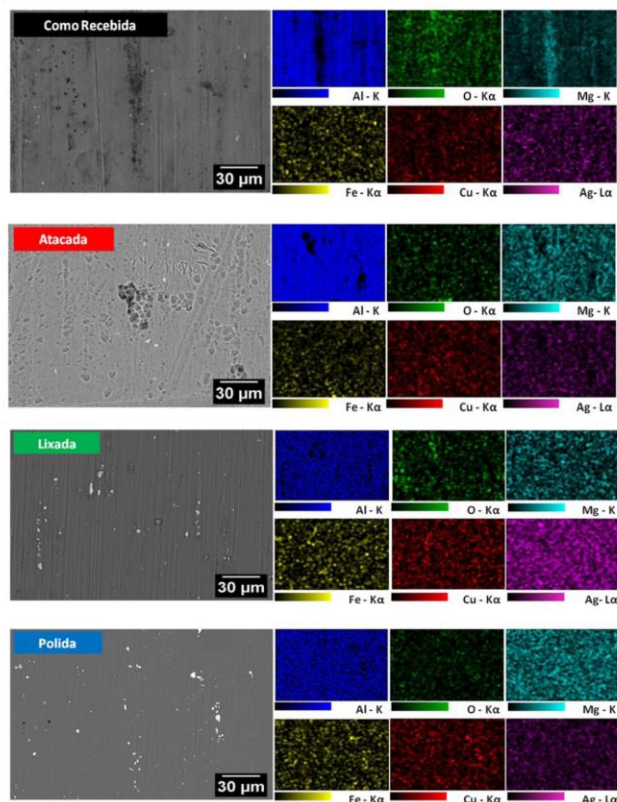 Como Recebida
30 µm
Al - K
O - Kα
Mg - K
Fe - Kα
Cu - Kα
Ag- Lα
Atacada
30 µm
Al - K
O - Kα
Mg - K
Fe - Kα
Cu - Kα
Ag - Lα
Lixada
30 µm
Al - K
O - Kα
Mg - K
Fe - Kα
Cu - Kα
Ag- Lα
Polida
30 µm
Al - K
O - Kα
Mg - K
Fe - Kα
Cu - Kα
Ag - Lα